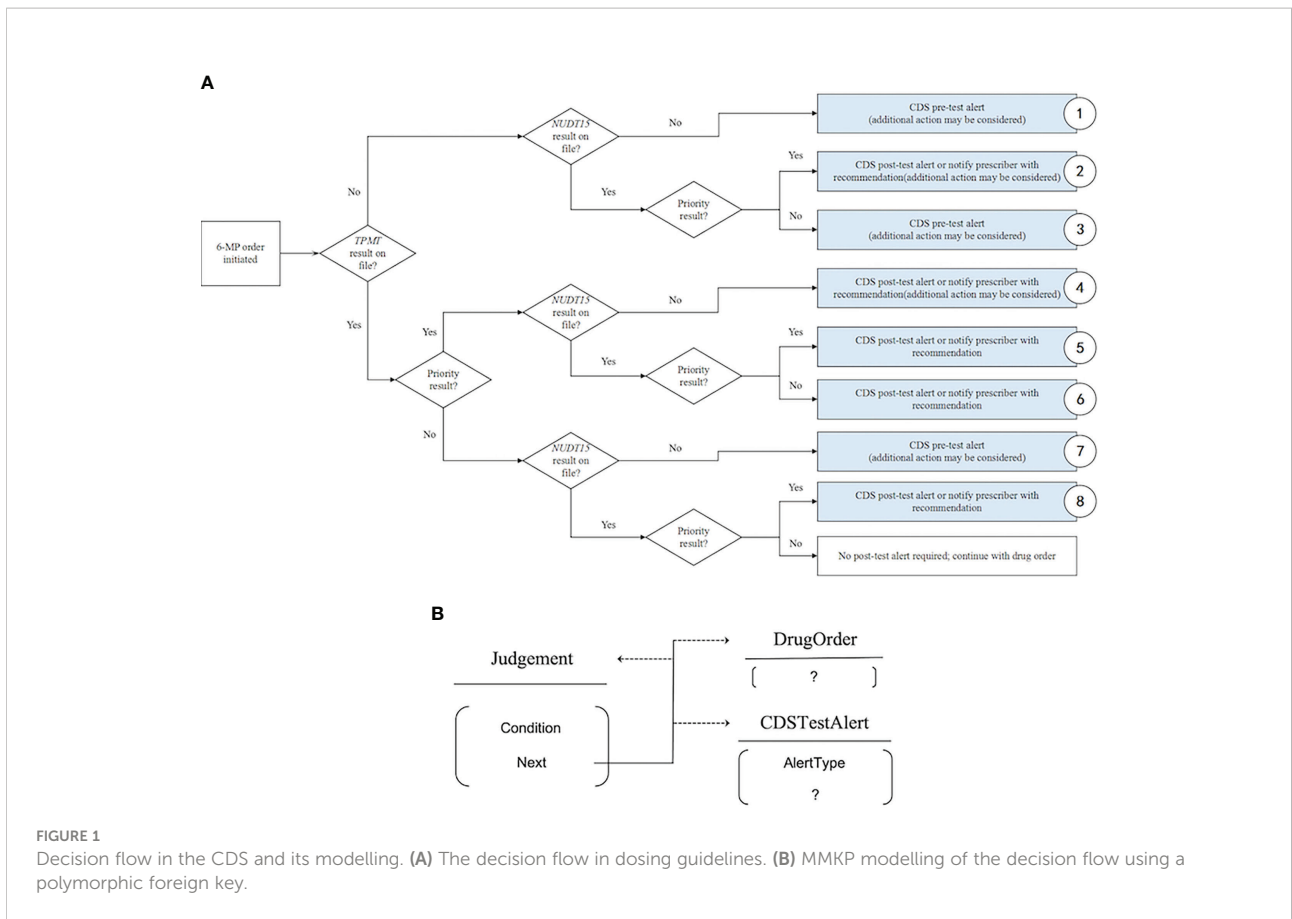 A
6-MP order
initiated
TPMT
result on
file?
No
Yes
NUDT15
result on
file?
No
Yes
Priority
result?
Yes
No
CDS pre-test alert
(additional action may be considered)
1
CDS post-test alert or notify prescriber with
recommendation(additional action may be considered)
2
CDS pre-test alert
(additional action may be considered)
3
Priority
result?
Yes
No
NUDT15
result on
file?
No
Yes
Priority
result?
Yes
No
CDS post-test alert or notify prescriber with
recommendation(additional action may be considered)
4
CDS post-test alert or notify prescriber with
recommendation
5
CDS post-test alert or notify prescriber with
recommendation
6
NUDT15
result on
file?
No
Yes
Priority
result?
Yes
No
CDS pre-test alert
(additional action may be considered)
7
CDS post-test alert or notify prescriber with
recommendation
8
No post-test alert required; continue with drug order
B
Judgement
Condition
Next
DrugOrder
?
CDSTestAlert
AlertType
?
FIGURE 1
Decision flow in the CDS and its modelling. (A) The decision flow in dosing guidelines. (B) MMKP modelling of the decision flow using a
polymorphic foreign key.